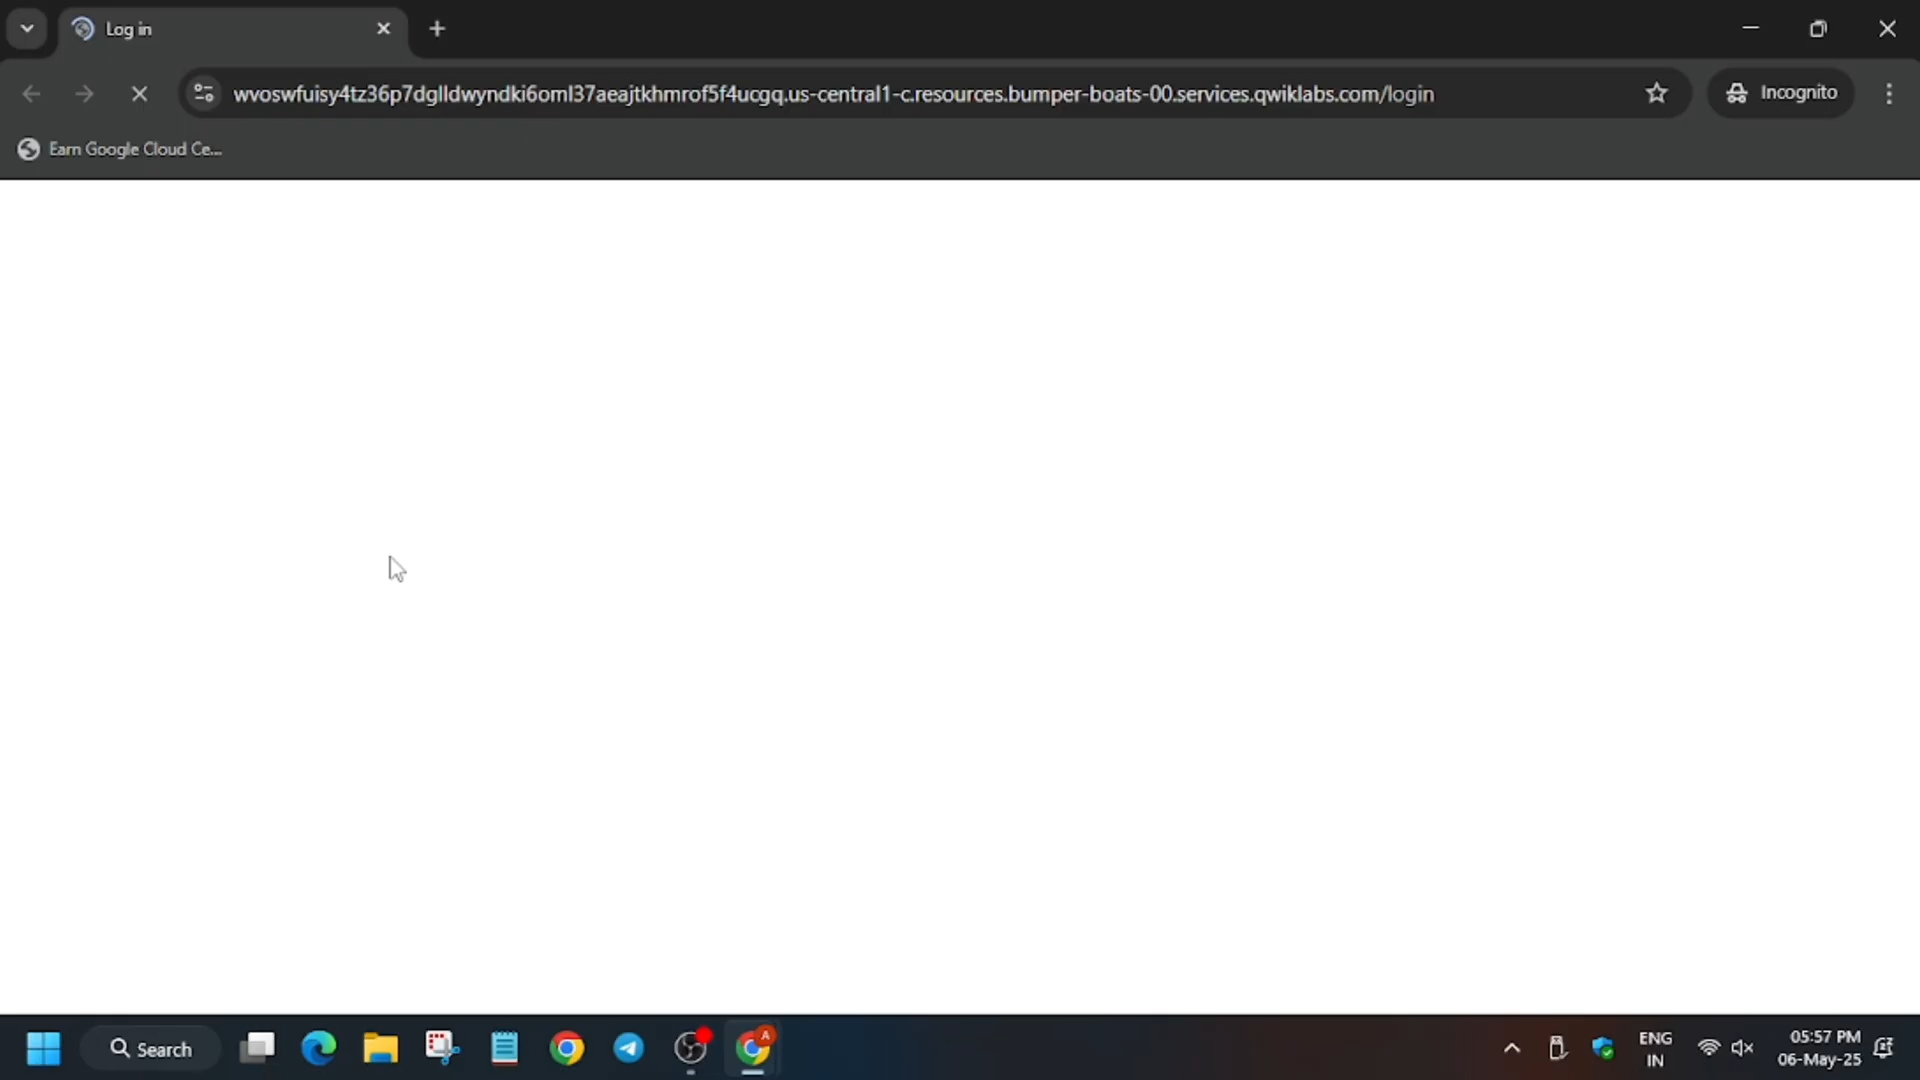 Log in
wvoswfuisy4tz36p7dglldwyndki6oml37aeajtkhmrof5f4ucgq.us-central1-c.resources.bumper-boats-00.services.qwiklabs.com/login
Incognito
Earn Google Cloud Ce...
Search
A
ENG
IN
05:57 PM
06-May-25